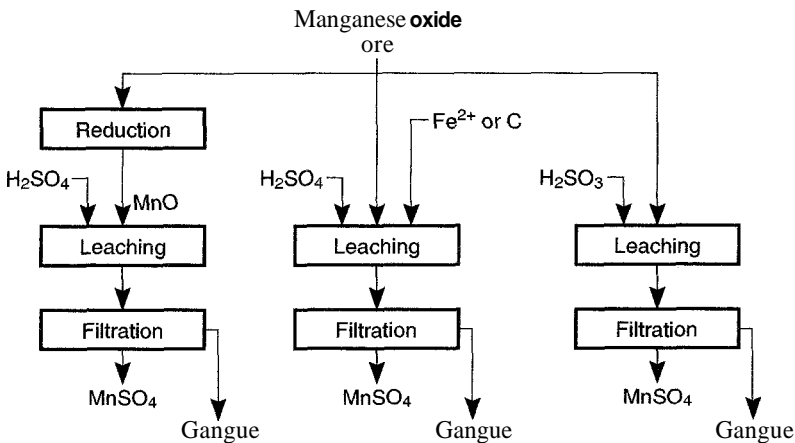 Manganese oxide
ore
Reduction
Fe²⁺ or C
H₂SO₄
MnO
H₂SO₄
H₂SO₃
Leaching
Leaching
Leaching
Filtration
Filtration
Filtration
MnSO₄
MnSO₄
MnSO₄
Gangue
Gangue
Gangue